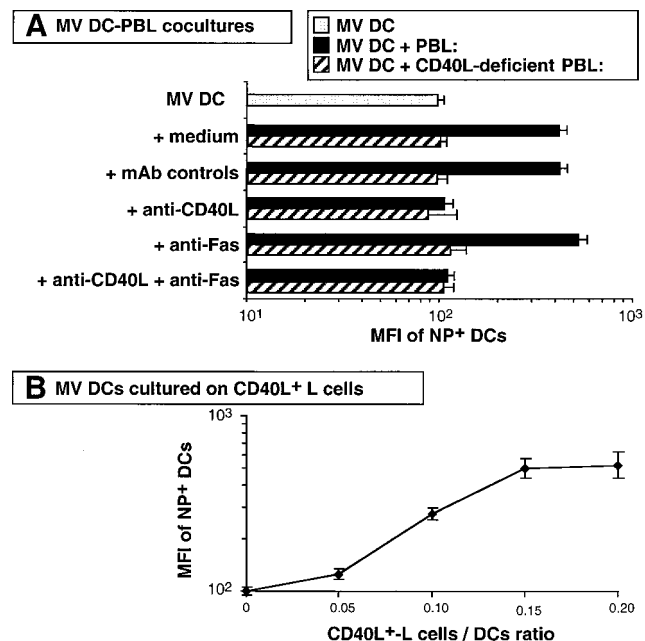 A MV DC-PBL cocultures
MV DC
MV DC + PBL:
MV DC + CD40L-deficient PBL:
MV DC
+ medium
+ mAb controls
+ anti-CD40L
+ anti-Fas
+ anti-CD40L + anti-Fas
10¹ 10² 10³
MFI of NP⁺ DCs
B MV DCs cultured on CD40L⁺ L cells
10³
MFI of NP⁺ DCs
10²
0 0.05 0.10 0.15 0.20
CD40L⁺-L cells / DCs ratio